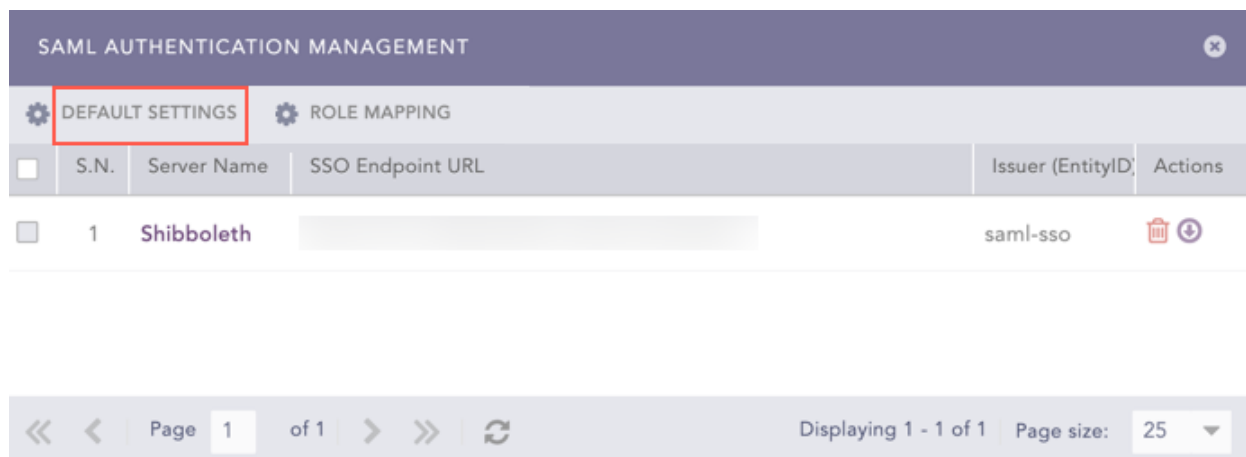 SAML AUTHENTICATION MANAGEMENT
DEFAULT SETTINGS ROLE MAPPING
S.N. Server Name SSO Endpoint URL Issuer (EntityID) Actions
1 Shibboleth saml-sso
Page 1 of 1 Displaying 1 - 1 of 1 Page size: 25